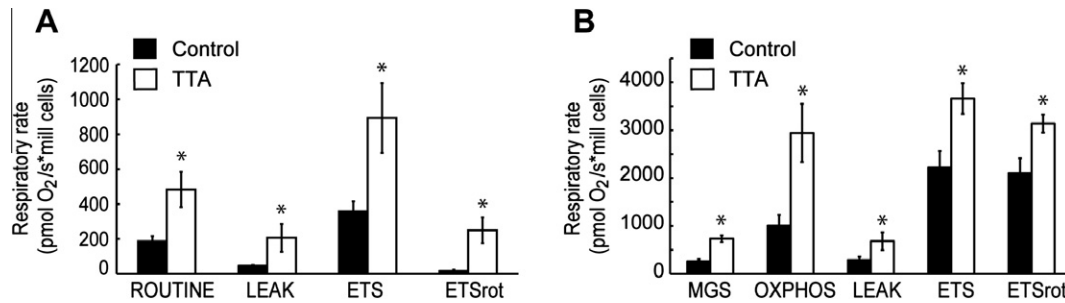 A
Control
TTA
Respiratory rate
(pmol O₂/s*mill cells)
1200
1000
800
600
400
200
0
*
*
*
*
ROUTINE LEAK ETS ETSrot
B
Control
TTA
Respiratory rate
(pmol O₂/s*mill cells)
4000
3000
2000
1000
0
*
*
*
*
*
MGS OXPHOS LEAK ETS ETSrot